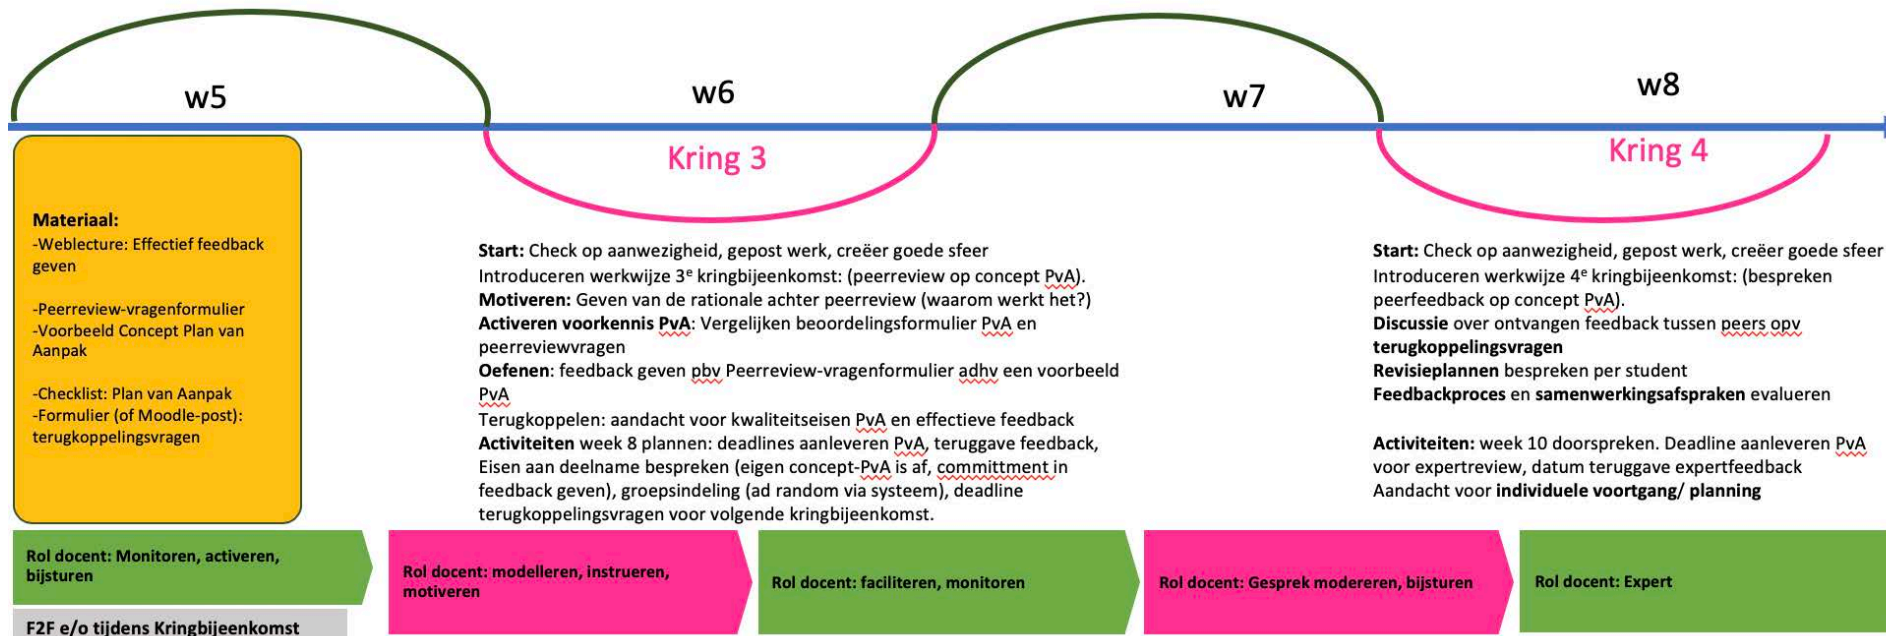 w5
w6
w7
w8
Kring 3
Kring 4
Materiaal:
-Weblecture: Effectief feedback
geven
-Peerreview-vragenformulier
-Voorbeeld Concept Plan van
Aanpak
-Checklist: Plan van Aanpak
-Formulier (of Moodle-post):
terugkoppelingsvragen
Start: Check op aanwezigheid, gepost werk, creëer goede sfeer
Introduceren werkwijze 3e kringbijeenkomst: (peerreview op concept PvA).
Motiveren: Geven van de rationale achter peerreview (waarom werkt het?)
Activeren voorkennis PvA: Vergelijken beoordelingsformulier PvA en
peerreviewvragen
Oefenen: feedback geven pbv Peerreview-vragenformulier adhv een voorbeeld
PvA
Terugkoppelen: aandacht voor kwaliteitseisen PvA en effectieve feedback
Activiteiten week 8 plannen: deadlines aanleveren PvA, teruggave feedback,
Eisen aan deelname bespreken (eigen concept-PvA is af, committment in
feedback geven), groepsindeling (ad random via systeem), deadline
terugkoppelingsvragen voor volgende kringbijeenkomst.
Start: Check op aanwezigheid, gepost werk, creëer goede sfeer
Introduceren werkwijze 4e kringbijeenkomst: (bespreken
peerfeedback op concept PvA).
Discussie over ontvangen feedback tussen peers opv
terugkoppelingsvragen
Revisieplannen bespreken per student
Feedbackproces en samenwerkingsafspraken evalueren
Activiteiten: week 10 doorspreken. Deadline aanleveren PvA
voor expertreview, datum teruggave expertfeedback
Aandacht voor individuele voortgang/ planning
Rol docent: Monitoren, activeren,
bijsturen
Rol docent: modelleren, instrueren,
motiveren
Rol docent: faciliteren, monitoren
Rol docent: Gesprek modereren, bijsturen
Rol docent: Expert
F2F e/o tijdens Kringbijeenkomst